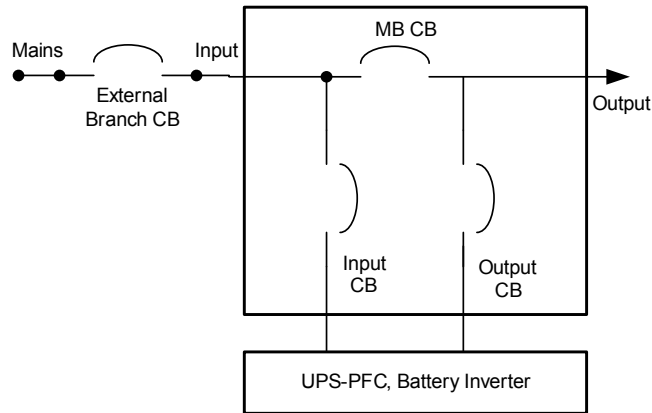 MB CB
Mains
Input
External
Branch CB
Output
Input
CB
Output
CB
UPS-PFC, Battery Inverter